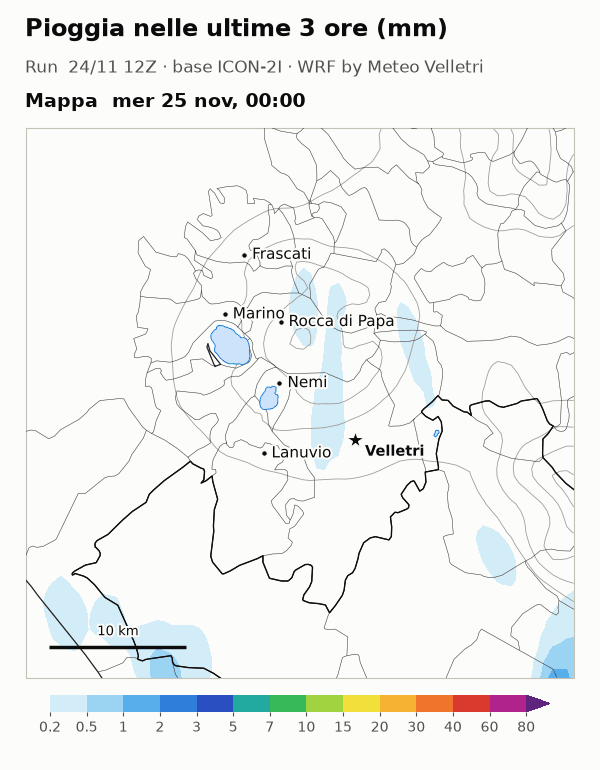 Pioggia nelle ultime 3 ore (mm)
Run 24/11 12Z · base ICON-2I · WRF by Meteo Velletri
Mappa mer 25 nov, 00:00
Frascati
Marino
Rocca di Papa
Nemi
Velletri
Lanuvio
10 km
0.2 0.5 1 2 3 5 7 10 15 20 30 40 60 80